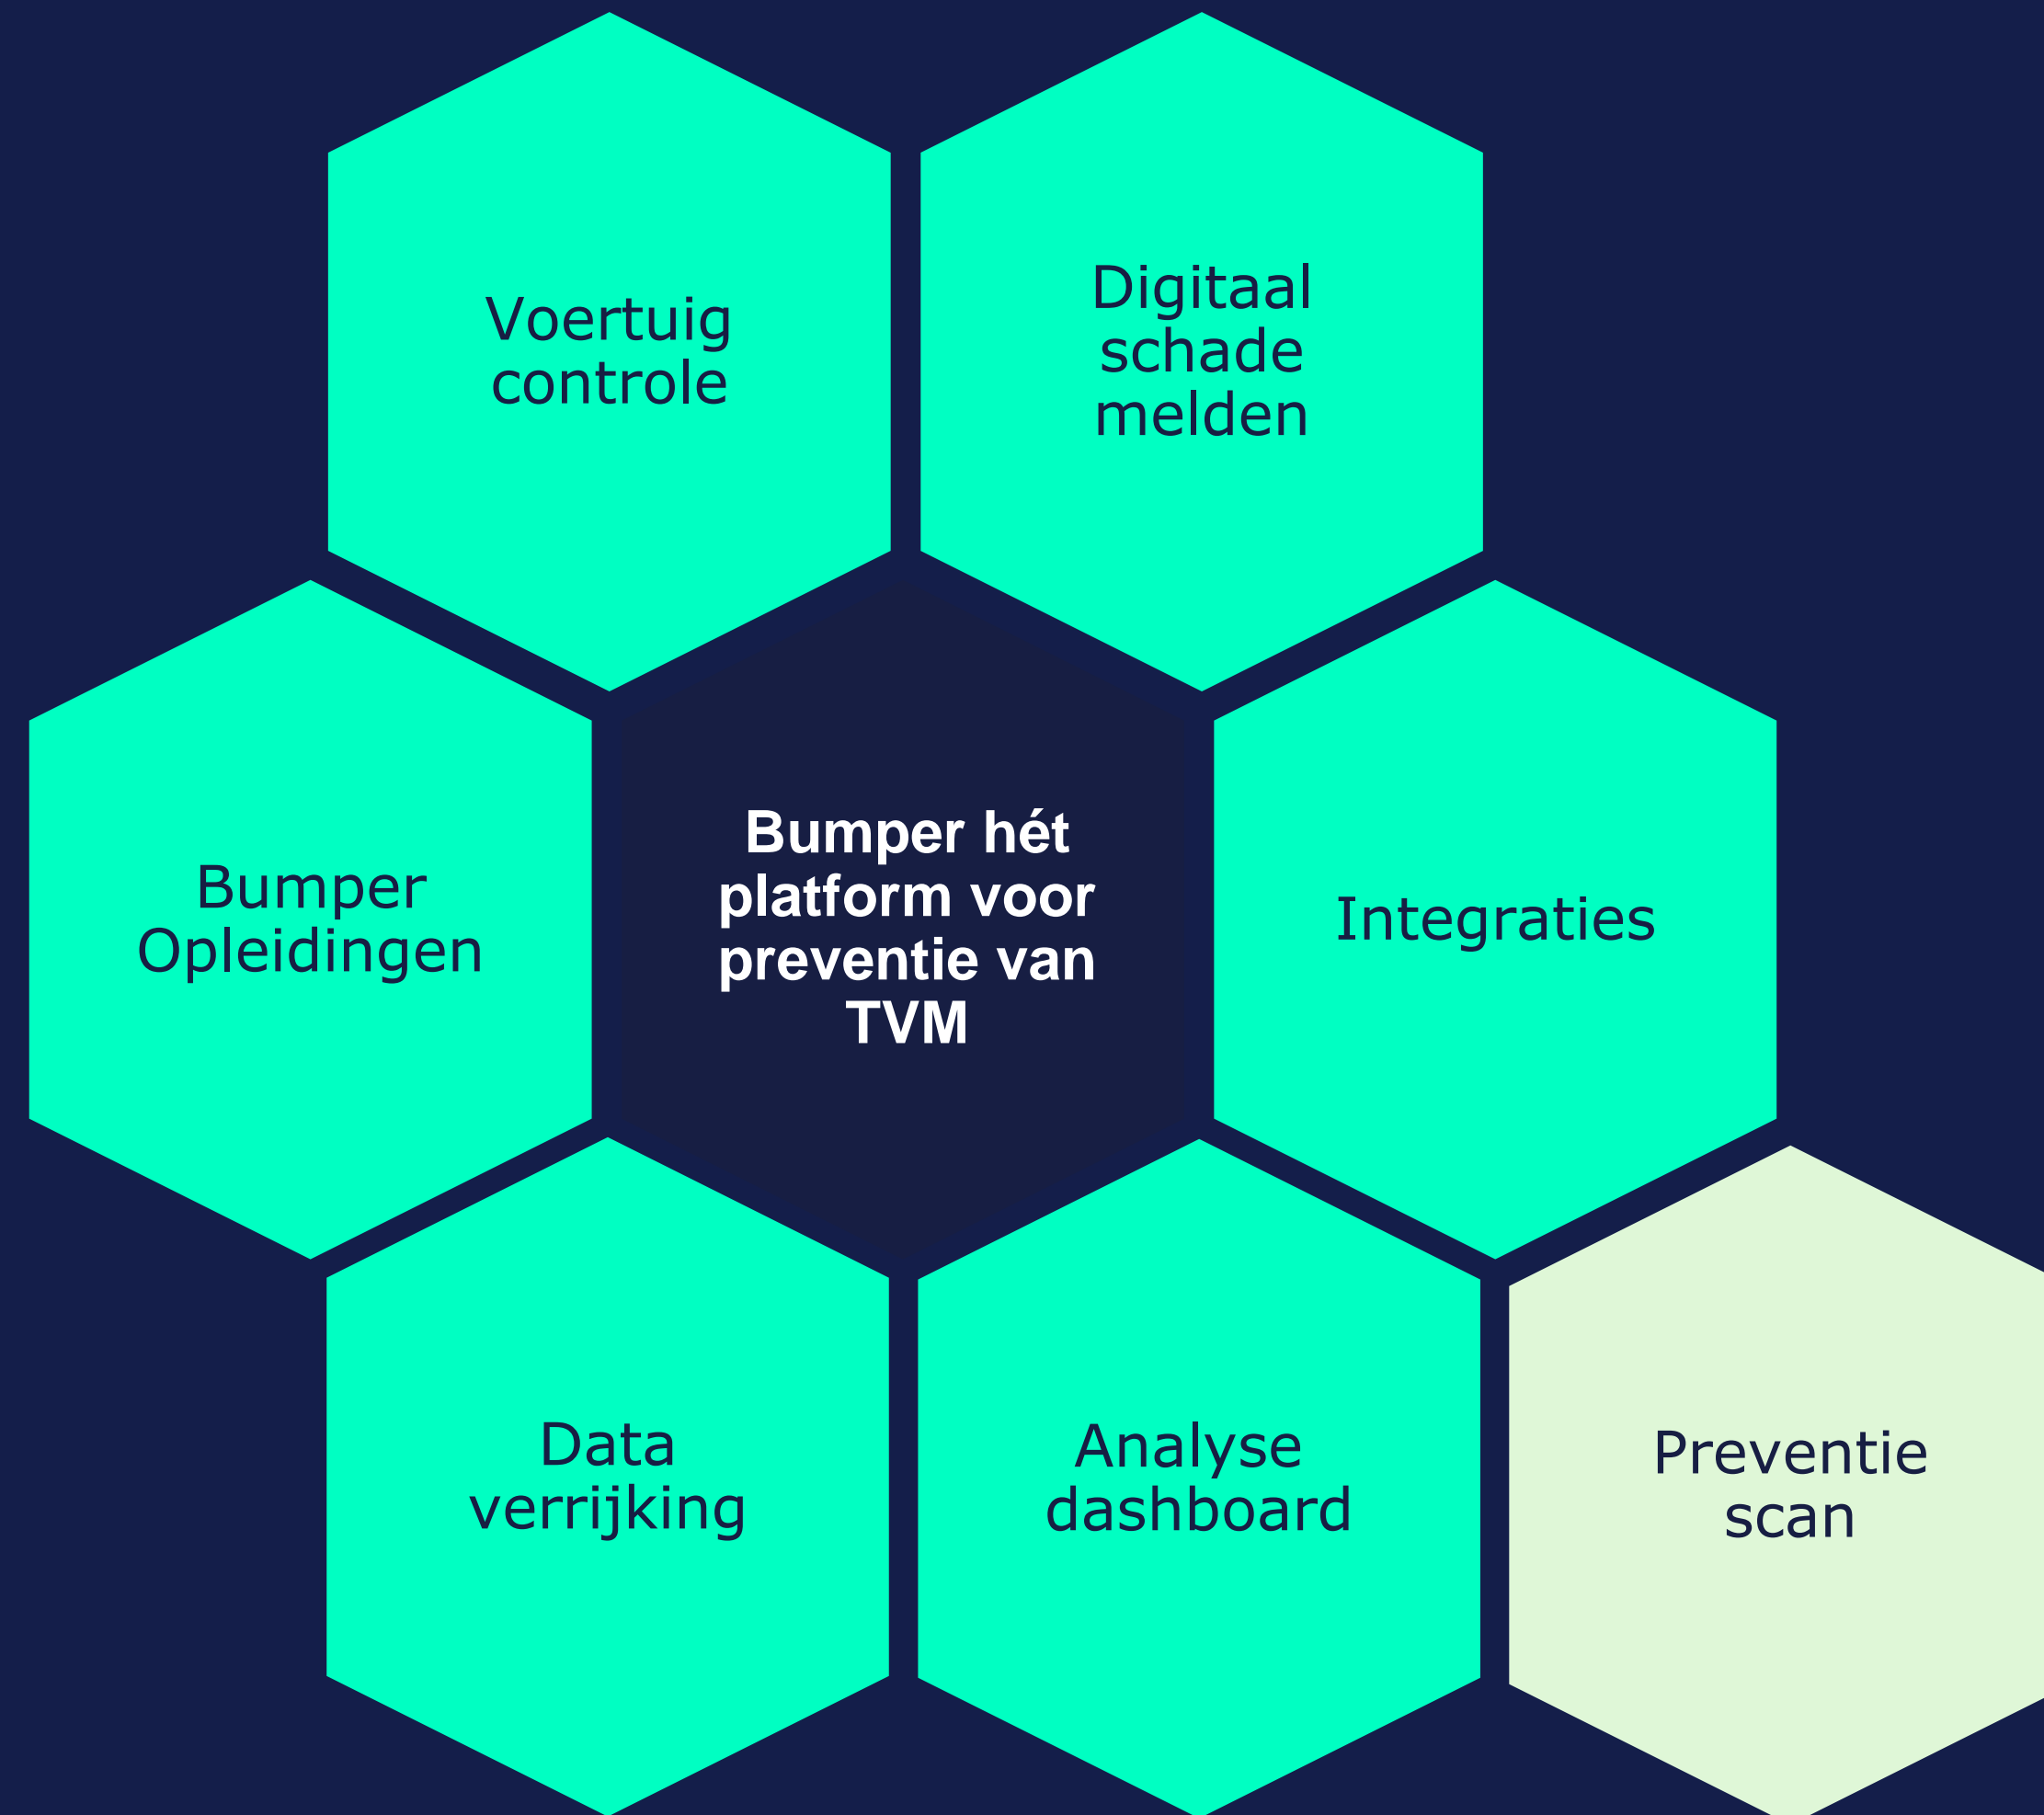 Voertuig
controle
Digitaal
schade
melden
Bumper
Opleidingen
Bumper hét
platform voor
preventie van
TVM
Integraties
Data
verrijking
Analyse
dashboard
Preventie
scan